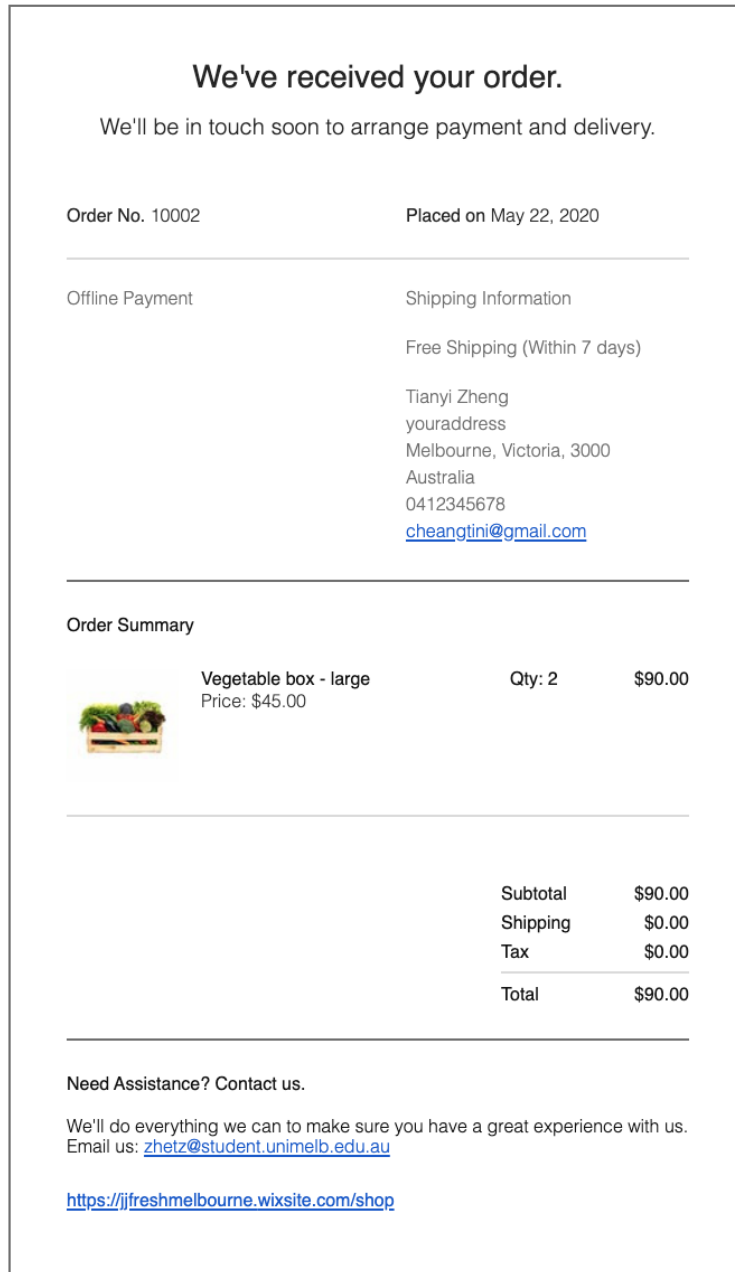 We've received your order.
We'll be in touch soon to arrange payment and delivery.
Order No. 10002
Placed on May 22, 2020
Offline Payment
Shipping Information
Free Shipping (Within 7 days)
Tianyi Zheng
youraddress
Melbourne, Victoria, 3000
Australia
0412345678
cheangtini@gmail.com
Order Summary
Vegetable box - large Qty: 2 $90.00
Price: $45.00
Subtotal $90.00
Shipping $0.00
Tax $0.00
Total $90.00
Need Assistance? Contact us.
We'll do everything we can to make sure you have a great experience with us.
Email us: zhetz@student.unimelb.edu.au
https://jjfreshmelbourne.wixsite.com/shop